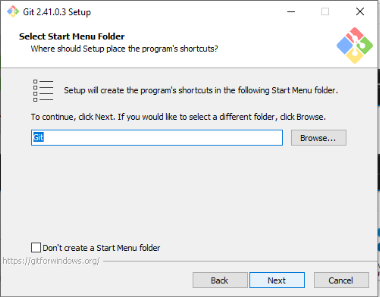 Git 2.41.0.3 Setup
Select Start Menu Folder
Where should Setup place the program's shortcuts?
Setup will create the program's shortcuts in the following Start Menu folder.
To continue, click Next. If you would like to select a different folder, click Browse.
Git
Browse...
Don't create a Start Menu folder
https://gitforwindows.org/
Back
Next
Cancel